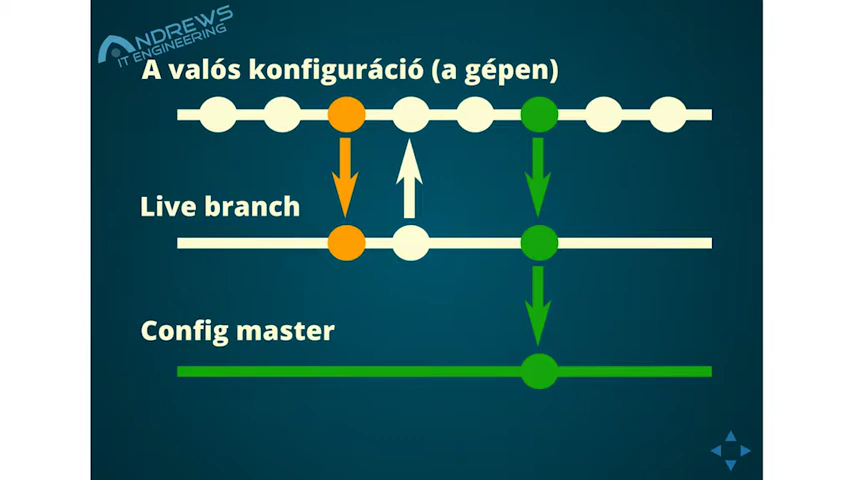 ANDREWS
IT ENGINEERING
A valós konfiguráció (a gépen)
Live branch
Config master